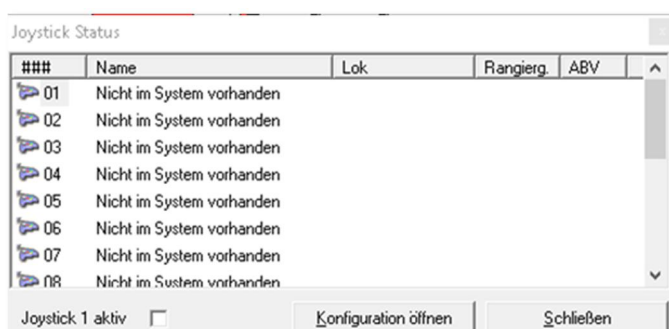 Joystick Status
### Name Lok Rangierg. ABV
01 Nicht im System vorhanden
02 Nicht im System vorhanden
03 Nicht im System vorhanden
04 Nicht im System vorhanden
05 Nicht im System vorhanden
06 Nicht im System vorhanden
07 Nicht im System vorhanden
08 Nicht im System vorhanden
Joystick 1 aktiv Konfiguration öffnen Schließen